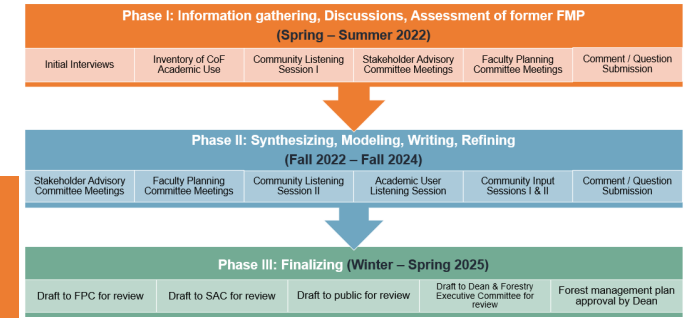 Phase I: Information gathering, Discussions, Assessment of former FMP
(Spring – Summer 2022)
Initial Interviews
Inventory of CoF
Academic Use
Community Listening
Session I
Stakeholder Advisory
Committee Meetings
Faculty Planning
Committee Meetings
Comment / Question
Submission
Phase II: Synthesizing, Modeling, Writing, Refining
(Fall 2022 – Fall 2024)
Stakeholder Advisory
Committee Meetings
Faculty Planning
Committee Meetings
Community Listening
Session II
Academic User
Listening Session
Community Input
Sessions I & II
Comment / Question
Submission
Phase III: Finalizing (Winter – Spring 2025)
Draft to FPC for review
Draft to SAC for review
Draft to public for review
Draft to Dean & Forestry
Executive Committee for
review
Forest management plan
approval by Dean